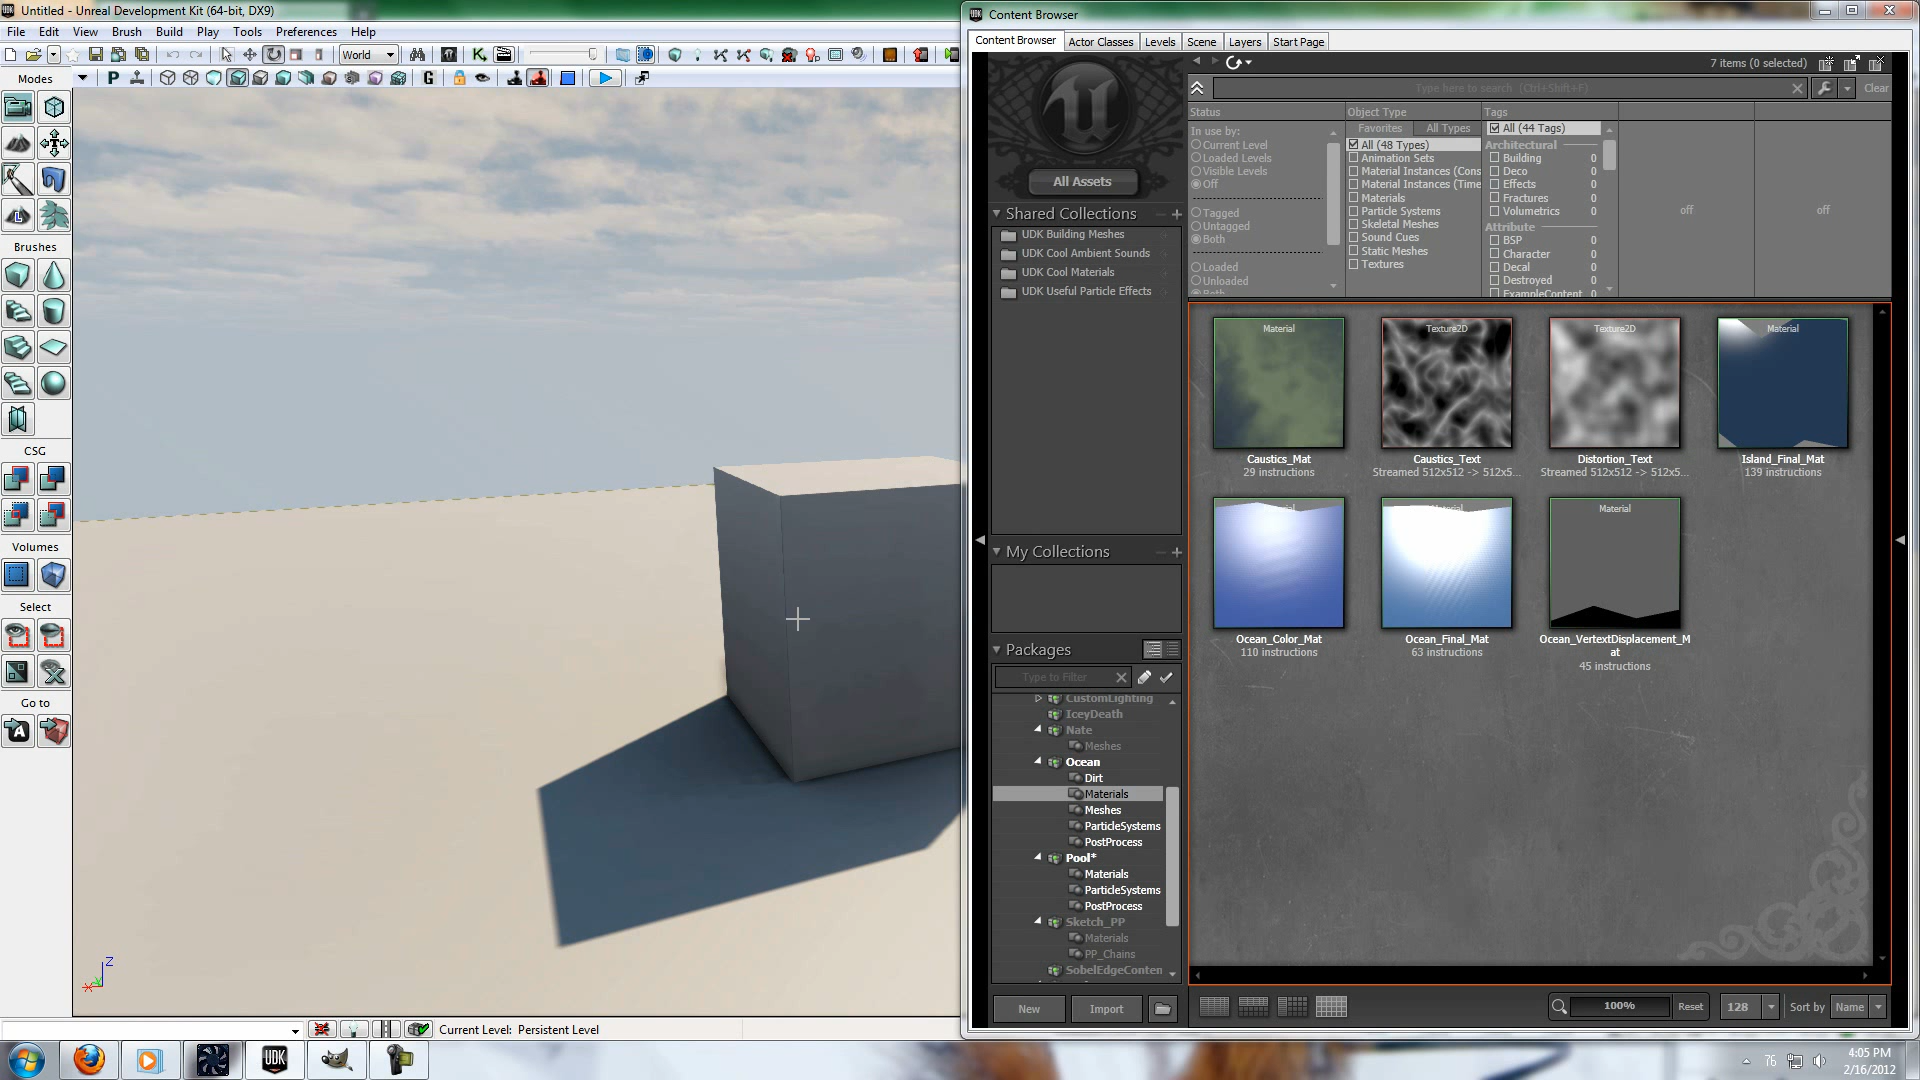 Untitled - Unreal Development Kit (64-bit, DX9)
File Edit View Brush Build Play Tools Preferences Help
World
P
G
Modes
Brushes
CSG
Volumes
Select
Go to
Z
X
Current Level: Persistent Level
Content Browser
Content Browser Actor Classes Levels Scene Layers Start Page
All Assets
Shared Collections
UDK Building Meshes
UDK Cool Ambient Sounds
UDK Cool Materials
UDK Useful Particle Effects
My Collections
Packages
Type to Filter
CustomLighting
IceyDeath
Nate
Meshes
Ocean
Dirt
Materials
Meshes
ParticleSystems
PostProcess
Pool*
Materials
ParticleSystems
PostProcess
Sketch_PP
Materials
PP_Chains
SobelEdgeConten
New Import
7 items (0 selected)
Type here to search (Ctrl+Shift+F)
Clear
Status
In use by:
Current Level
Loaded Levels
Visible Levels
Off
Tagged
Untagged
Both
Loaded
Unloaded
Both
Object Type
Favorites All Types
All (48 Types)
Animation Sets
Material Instances (Cons
Material Instances (Time
Materials
Particle Systems
Skeletal Meshes
Sound Cues
Static Meshes
Textures
Tags
All (44 Tags)
Architectural
Building 0
Deco 0
Effects 0
Fractures 0
Volumetrics 0
Attribute
BSP 0
Character 0
Decal 0
Destroyed 0
ExampleContent 0
off
off
Material
Caustics_Mat
29 instructions
Texture2D
Caustics_Text
Streamed 512x512 -> 512x5...
Texture2D
Distortion_Text
Streamed 512x512 -> 512x5...
Material
Island_Final_Mat
139 instructions
Ocean_Color_Mat
110 instructions
Ocean_Final_Mat
63 instructions
Material
Ocean_VertextDisplacement_M
at
45 instructions
100% Reset 128 Sort by Name
UDK
76
4:05 PM
2/16/2012